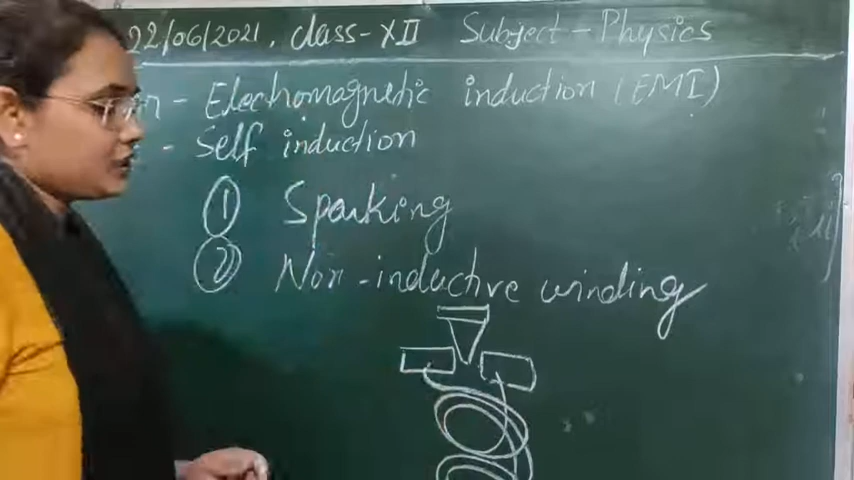 22/06/2021, Class-XII Subject - Physics
- Electromagnetic induction (EMI)
- Self induction
① Sparking
② Non-inductive winding